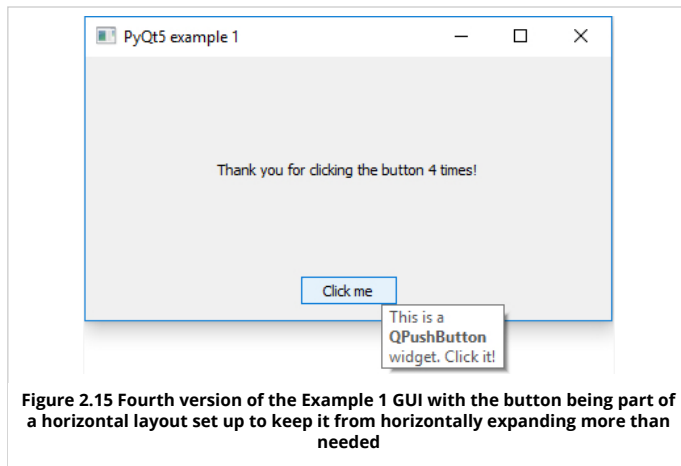 PyQt5 example 1
Thank you for clicking the button 4 times!
Click me
This is a
QPushButton
widget. Click it!
Figure 2.15 Fourth version of the Example 1 GUI with the button being part of
a horizontal layout set up to keep it from horizontally expanding more than
needed